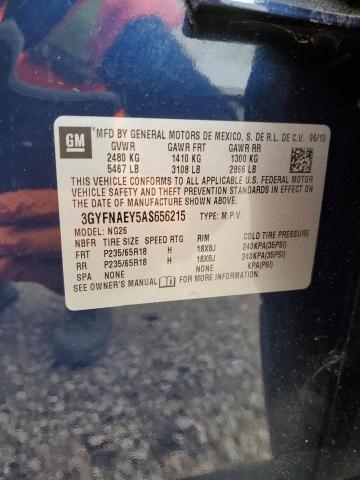 GM
MFD BY GENERAL MOTORS DE MEXICO, S. DE R.L. DE C.V. 06/10
GVWR GAWR FRT GAWR RR
2480 KG 1410 KG 1300 KG
5467 LB 3108 LB 2866 LB
THIS VEHICLE CONFORMS TO ALL APPLICABLE U.S. FEDERAL MOTOR
VEHICLE SAFETY AND THEFT PREVENTION STANDARDS IN EFFECT ON
THE DATE OF MANUFACTURE SHOWN ABOVE.
3GYFNAEY5AS656215 TYPE: M.P.V.
MODEL: NG26
NBFR TIRE SIZE SPEED RTG RIM COLD TIRE PRESSURE
FRT P235/65R18 H 18X8J 240KPA(35PSI)
RR P235/65R18 H 18X8J 240KPA(35PSI)
SPA NONE NONE KPA(PSI)
SEE OWNER'S MANUAL FOR MORE INFORMATION.